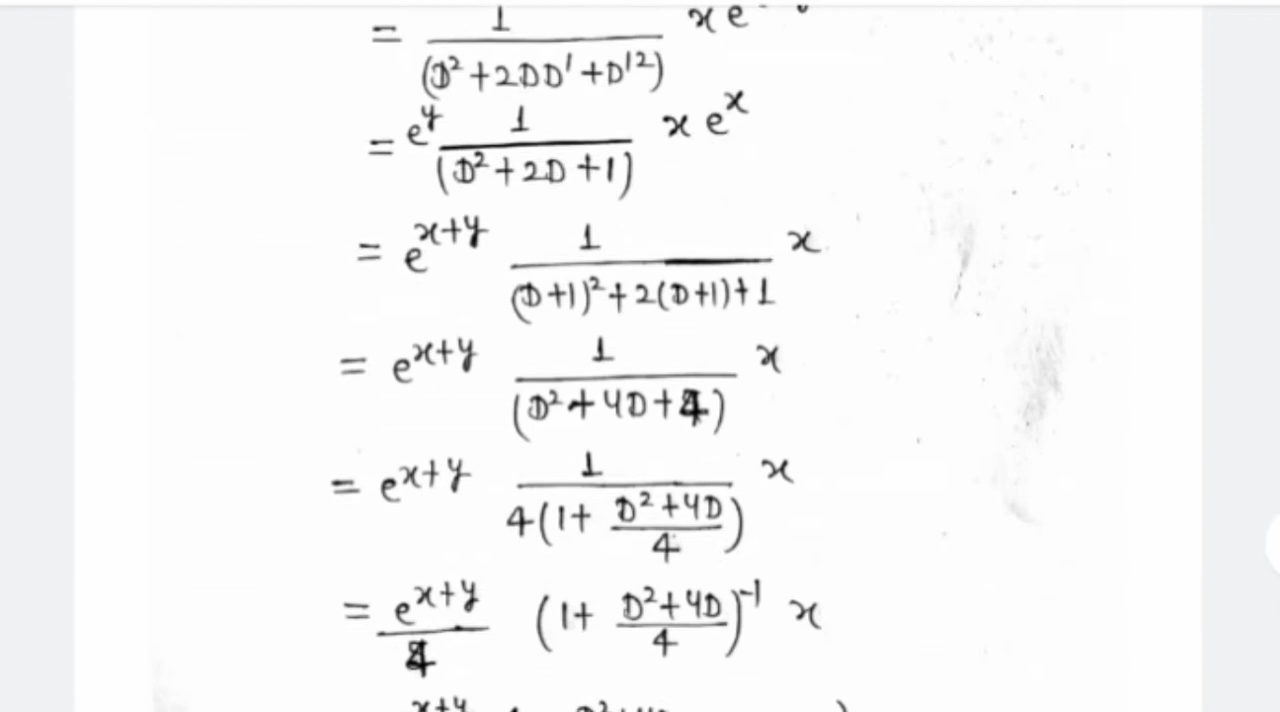 = 1/(D²+2DD'+D'²) x e
= e^y 1/(D²+2D+1) x e^x
= e^(x+y) 1/((D+1)²+2(D+1)+1) x
= e^(x+y) 1/(D²+4D+4) x
= e^(x+y) 1/(4(1+ (D²+4D)/4)) x
= e^(x+y)/4 (1+ (D²+4D)/4)^-1 x